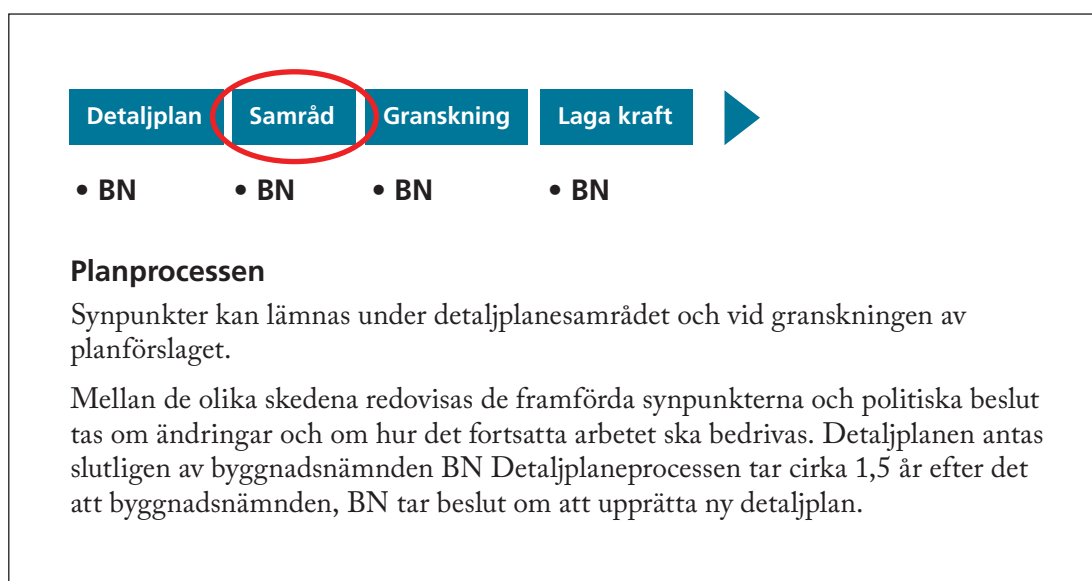 Detaljplan Samråd Granskning Laga kraft
• BN • BN • BN • BN
Planprocessen
Synpunkter kan lämnas under detaljplanesamrådet och vid granskningen av
planförslaget.
Mellan de olika skedena redovisas de framförda synpunkterna och politiska beslut
tas om ändringar och om hur det fortsatta arbetet ska bedrivas. Detaljplanen antas
slutligen av byggnadsnämnden BN Detaljplaneprocessen tar cirka 1,5 år efter det
att byggnadsnämnden, BN tar beslut om att upprätta ny detaljplan.